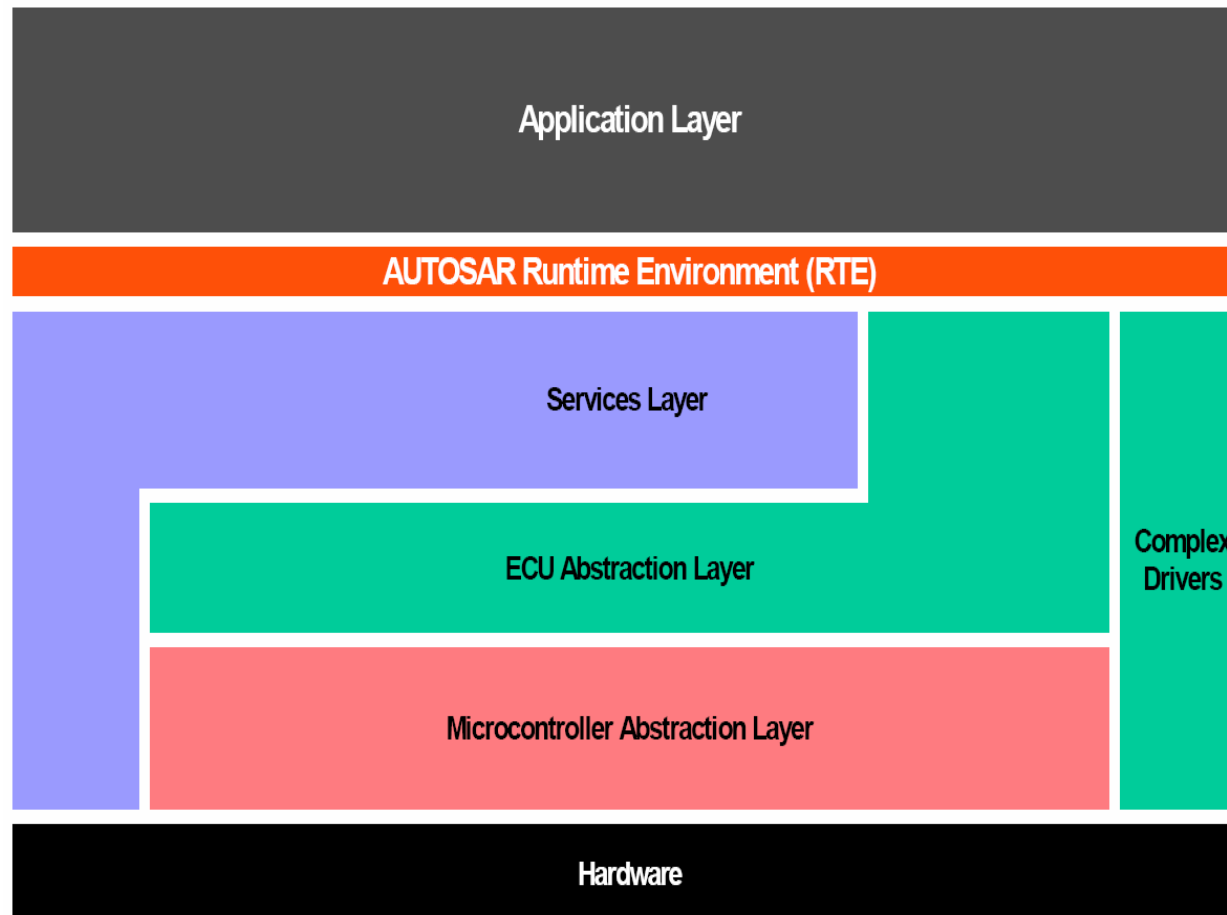 Application Layer
AUTOSAR Runtime Environment (RTE)
Services Layer
ECU Abstraction Layer
Complex
Drivers
Microcontroller Abstraction Layer
Hardware